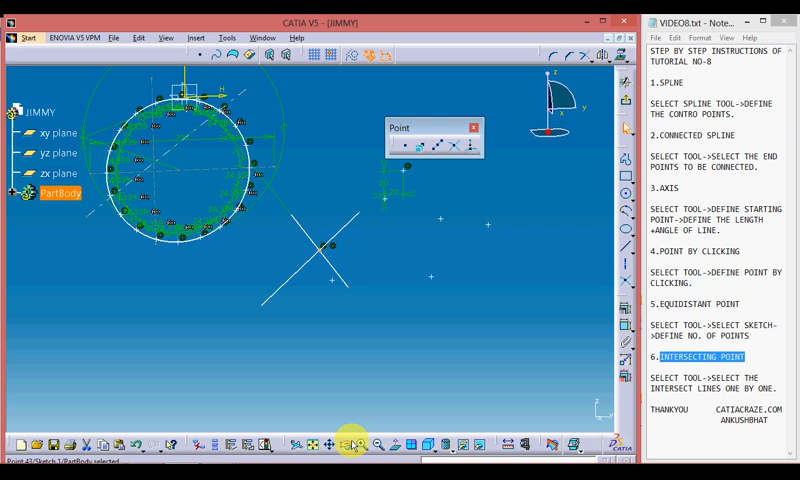 CATIA V5 - [JIMMY]
Start
ENOVIA V5 VPM
File
Edit
View
Insert
Tools
Window
Help
JIMMY
xy plane
yz plane
zx plane
PartBody
H
Point
x
z
x
y
z
y
Point 43/Sketch.1/PartBody selected
CATIA
VIDEO8.txt - Note...
File Edit Format View Help
STEP BY STEP INSTRUCTIONS OF
TUTORIAL NO-8
1.SPLNE
SELECT SPLINE TOOL->DEFINE
THE CONTRO POINTS.
2.CONNECTED SPLINE
SELECT TOOL->SELECT THE END
POINTS TO BE CONNECTED.
3.AXIS
SELECT TOOL->DEFINE STARTING
POINT->DEFINE THE LENGTH
+ANGLE OF LINE.
4.POINT BY CLICKING
SELECT TOOL->DEFINE POINT BY
CLICKING.
5.EQUIDISTANT POINT
SELECT TOOL->SELECT SKETCH-
>DEFINE NO. OF POINTS
6.INTERSECTING POINT
SELECT TOOL->SELECT THE
INTERSECT LINES ONE BY ONE.
THANKYOU CATIACRAZE.COM
ANKUSHBHAT